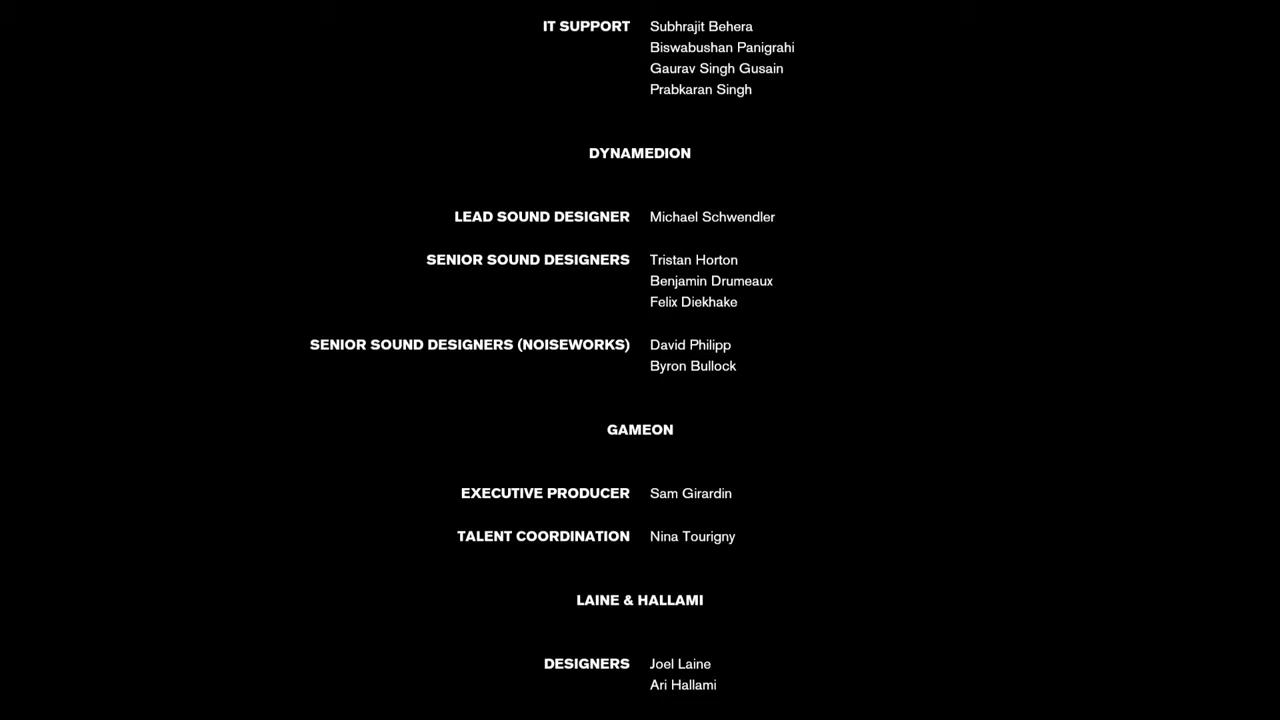 IT SUPPORT Subhrajit Behera
Biswabushan Panigrahi
Gaurav Singh Gusain
Prabkaran Singh
DYNAMEDION
LEAD SOUND DESIGNER Michael Schwendler
SENIOR SOUND DESIGNERS Tristan Horton
Benjamin Drumeaux
Felix Diekhake
SENIOR SOUND DESIGNERS (NOISEWORKS) David Philipp
Byron Bullock
GAMEON
EXECUTIVE PRODUCER Sam Girardin
TALENT COORDINATION Nina Tourigny
LAINE & HALLAMI
DESIGNERS Joel Laine
Ari Hallami